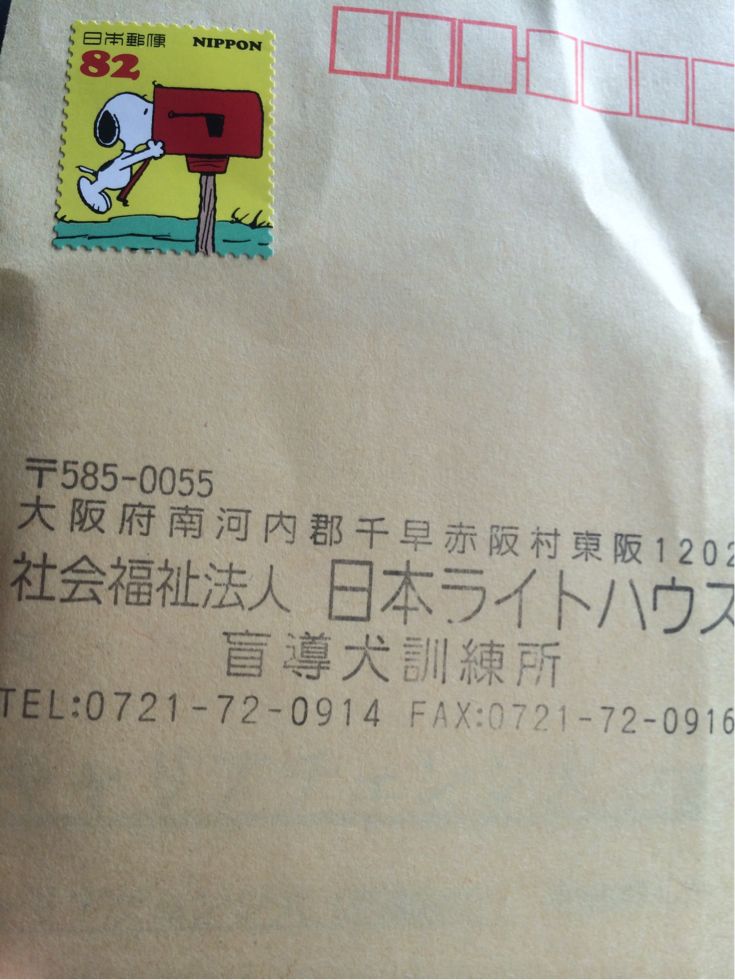 日本郵便 NIPPON
82
〒585-0055
大阪府南河内郡千早赤阪村東阪1202
社会福祉法人 日本ライトハウス
盲導犬訓練所
TEL:0721-72-0914 FAX:0721-72-0916